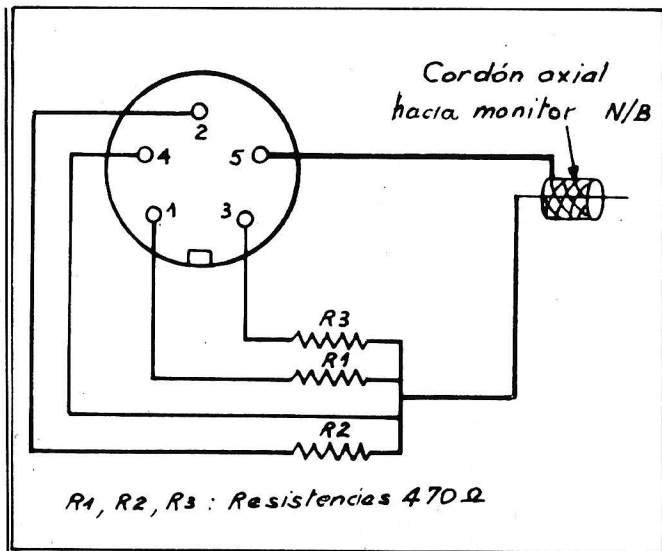 Cordón axial
hacia monitor N/B
2
4
5
1
3
R3
R1
R2
R1, R2, R3 : Resistencias 470 Ω